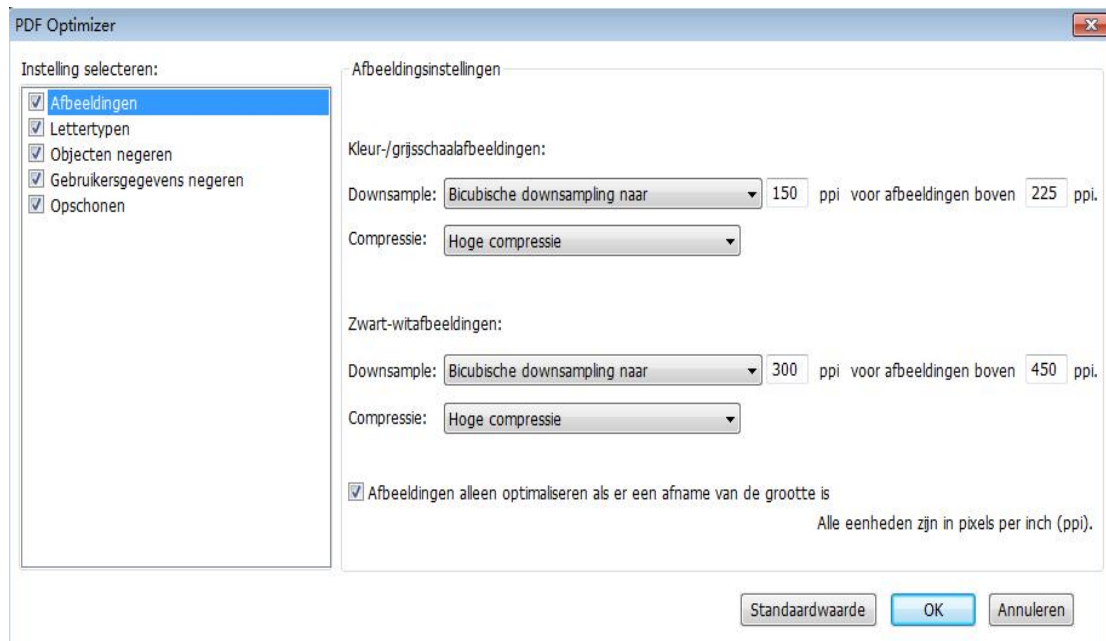 PDF Optimizer
Instelling selecteren:
Afbeeldingen
Lettertypen
Objecten negeren
Gebruikersgegevens negeren
Opschonen
Afbeeldingsinstellingen
Kleur-/grijsschaalafbeeldingen:
Downsample: Bicubische downsampling naar 150 ppi voor afbeeldingen boven 225 ppi.
Compressie: Hoge compressie
Zwart-witafbeeldingen:
Downsample: Bicubische downsampling naar 300 ppi voor afbeeldingen boven 450 ppi.
Compressie: Hoge compressie
Afbeeldingen alleen optimaliseren als er een afname van de grootte is
Alle eenheden zijn in pixels per inch (ppi).
Standaardwaarde OK Annuleren